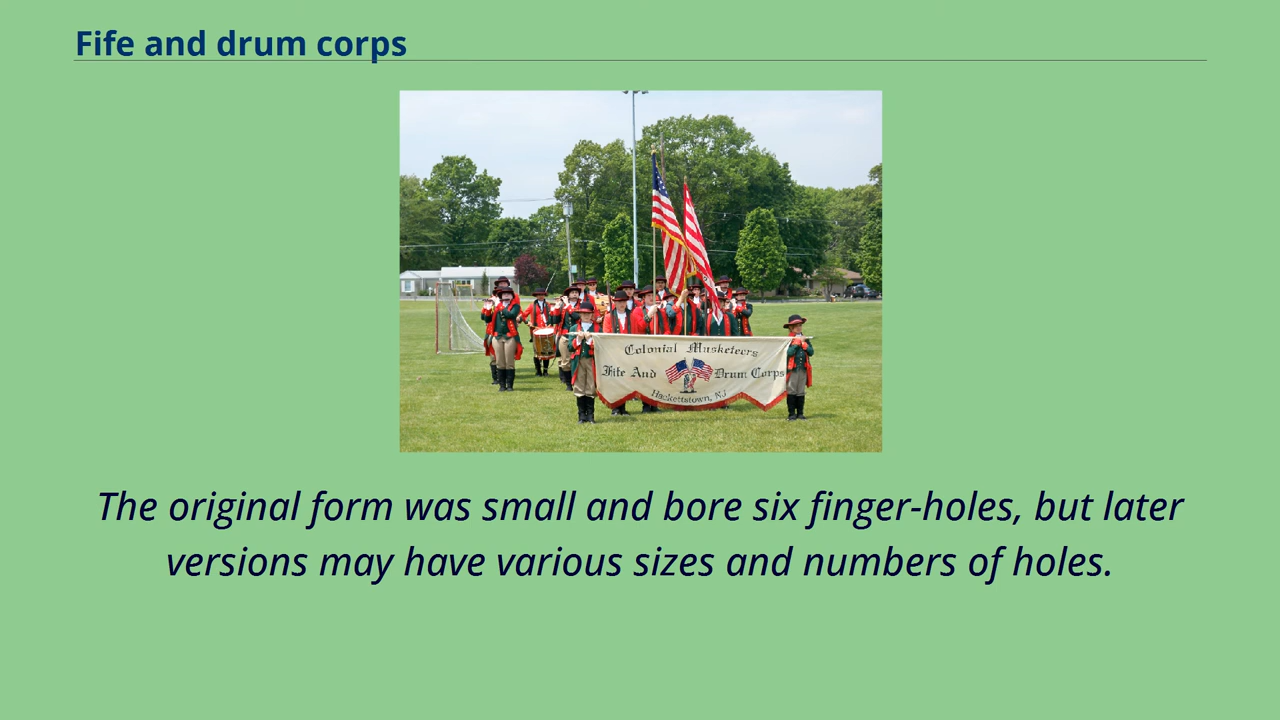 Fife and drum corps
Colonial Musketeers
Fife And Drum Corps
Hackettstown, NJ
The original form was small and bore six finger-holes, but later
versions may have various sizes and numbers of holes.